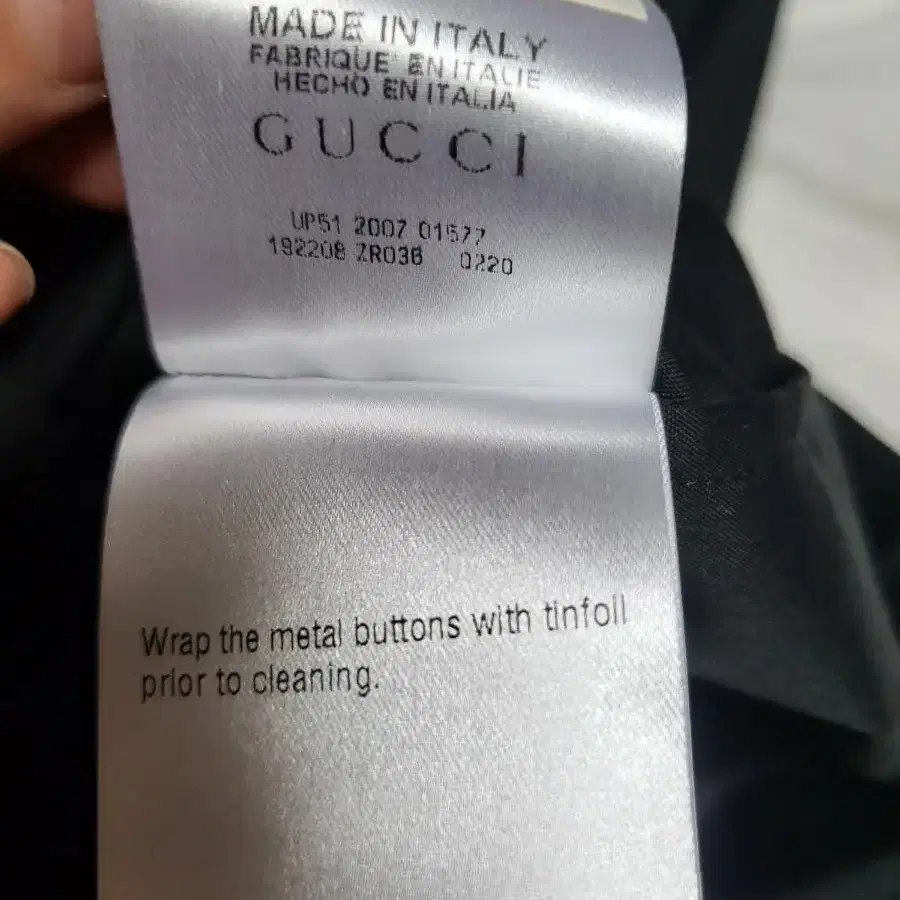 MADE IN ITALY
FABRIQUE EN ITALIE
HECHO EN ITALIA
GUCCI
UP51 2007 01577
192208 ZR036 0220
Wrap the metal buttons with tinfoil
prior to cleaning.